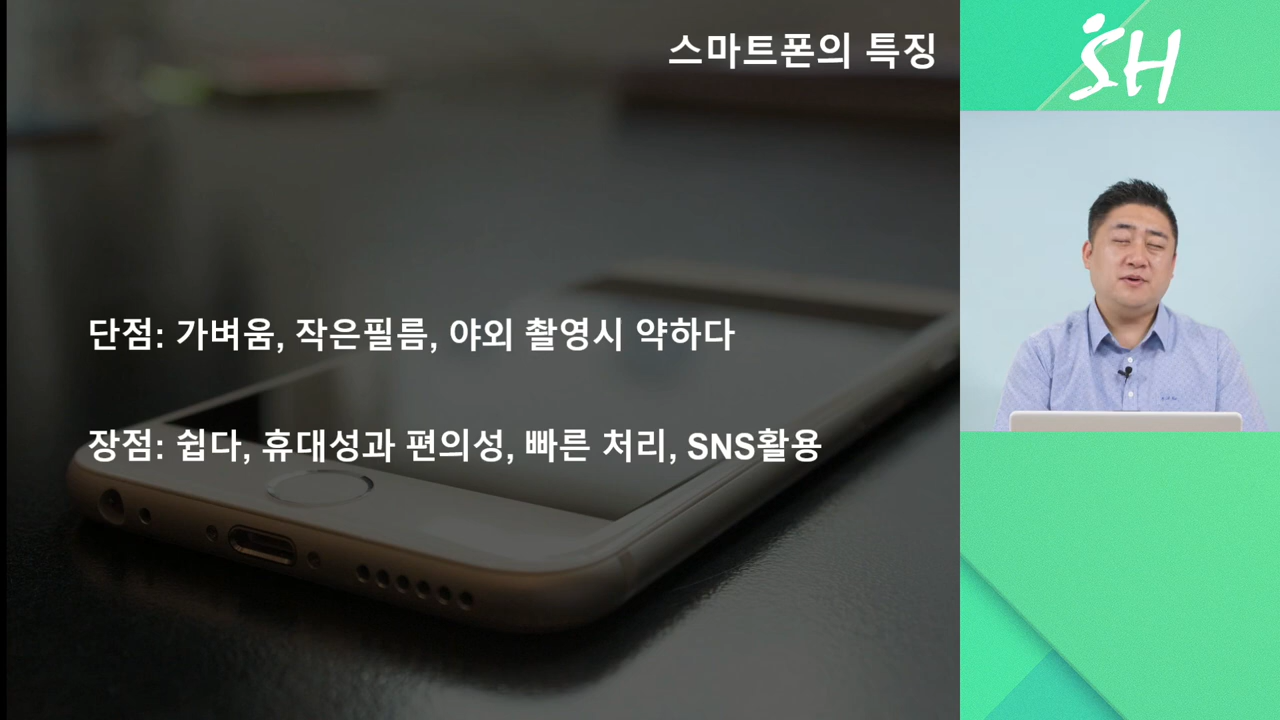 스마트폰의 특징
SH
단점: 가벼움, 작은필름, 야외 촬영시 약하다
장점: 쉽다, 휴대성과 편의성, 빠른 처리, SNS활용